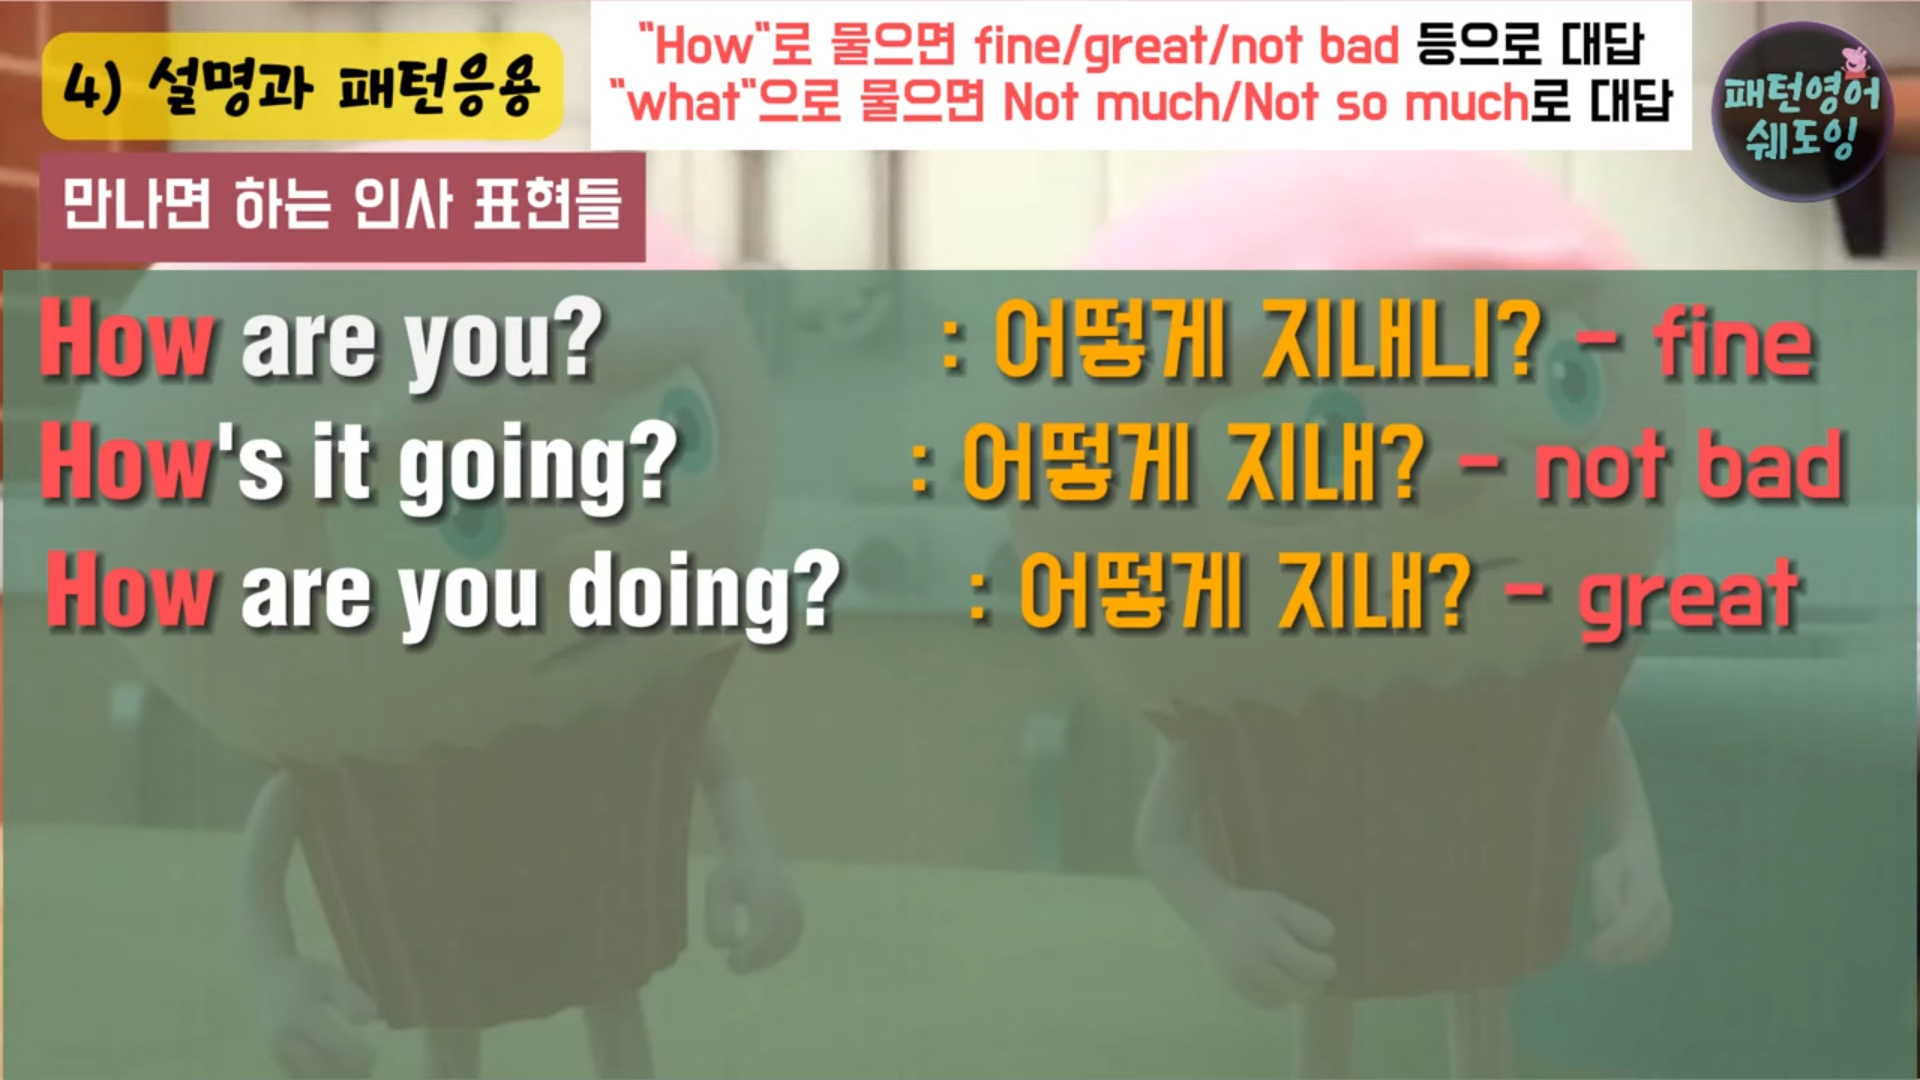 4) 설명과 패턴응용
"How"로 물으면 fine/great/not bad 등으로 대답
"what"으로 물으면 Not much/Not so much로 대답
패턴영어
쉐도잉
만나면 하는 인사 표현들
How are you? : 어떻게 지내니? - fine
How's it going? : 어떻게 지내? - not bad
How are you doing? : 어떻게 지내? - great